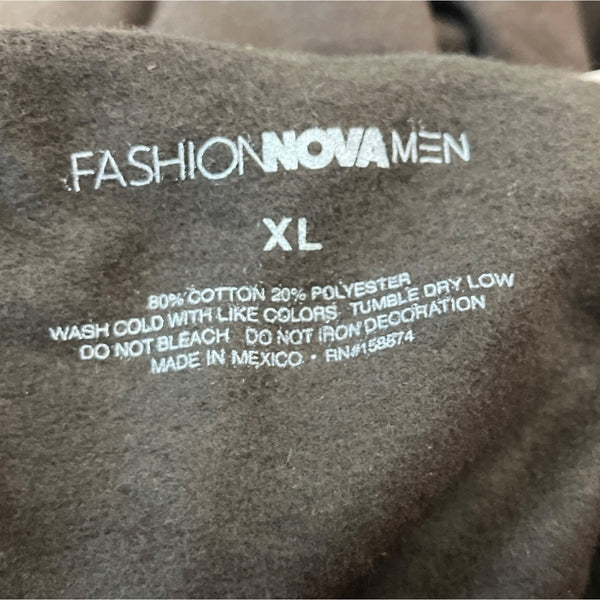 FASHIONNOVAMEN
XL
80% COTTON 20% POLYESTER
WASH COLD WITH LIKE COLORS TUMBLE DRY LOW
DO NOT BLEACH DO NOT IRON DECORATION
MADE IN MEXICO • RN#158574